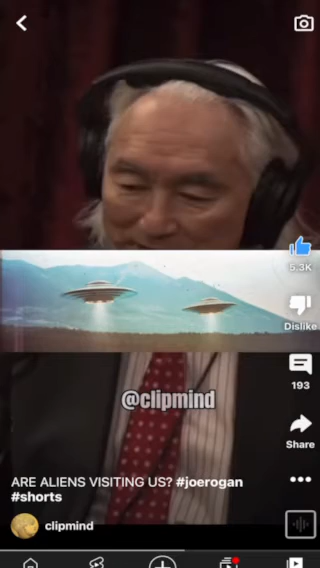 5.3K
Dislike
193
@clipmind
Share
ARE ALIENS VISITING US? #joerogan
#shorts
clipmind